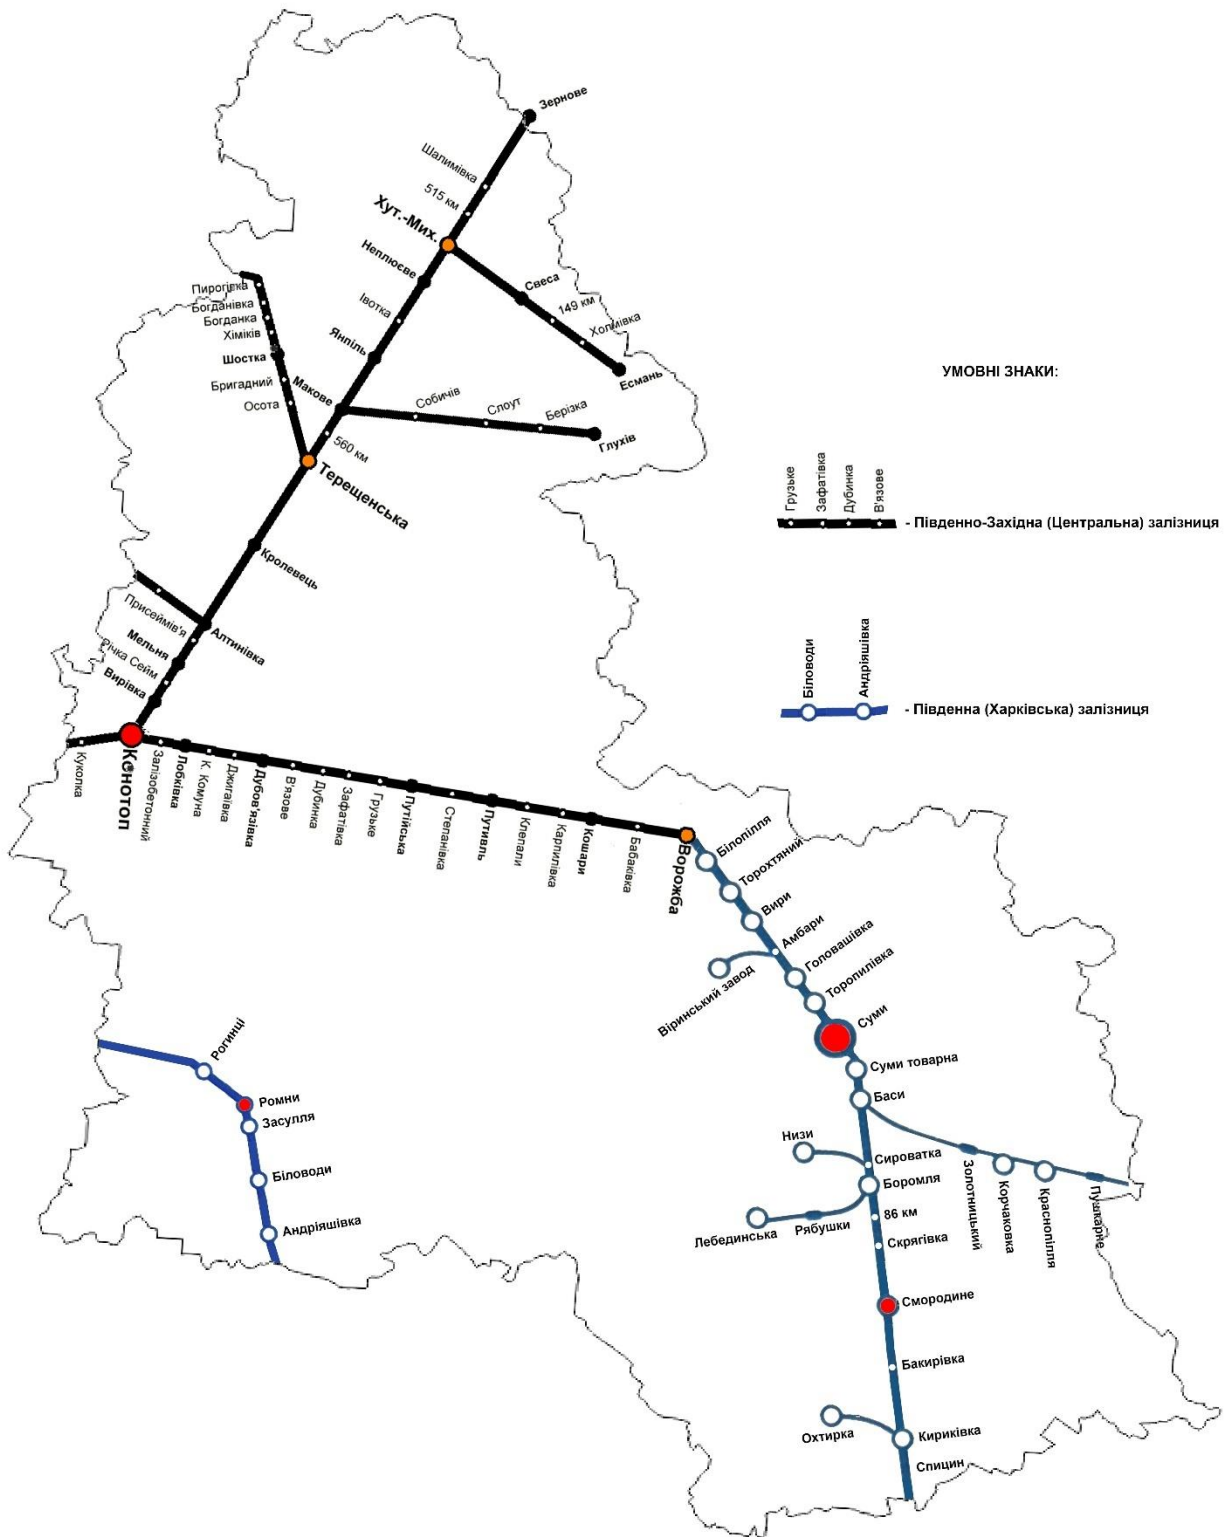 Зернове
Шалимівка
515 км
Хут.-Мих.
Неплюєве
Свеса
149 км
Холмівка
Есмань
Івотка
Янпіль
Макове
Собичів
Слоут
Берізка
Глухів
560 км
Терещенська
Пирогівка
Богданівка
Богданка
Хіміків
Шостка
Бригадний
Осота
Кролевець
Алтинівка
Присеймів'я
Мельня
Річка Сейм
Вирівка
Куколка
Конотоп
Залізобетонний
Лобківка
К. Комуна
Джигаївка
Дубов'язівка
В'язове
Дубинка
Зафатівка
Грузьке
Путійська
Степанівка
Путивль
Клепали
Карпилівка
Кошари
Бабаківка
Ворожба
УМОВНІ ЗНАКИ:
Грузьке
Зафатівка
Дубинка
В'язове
- Південно-Західна (Центральна) залізниця
Біловоди
Андріяшівка
- Південна (Харківська) залізниця
Білопілля
Торохтяний
Вири
Амбари
Віринський завод
Головашівка
Торопилівка
Суми
Суми товарна
Баси
Низи
Сироватка
Боромля
Золотницький
Корчаковка
Краснопілля
Пушкарне
Лебединська
Рябушки
86 км
Скрягівка
Смородине
Бакирівка
Охтирка
Кириківка
Спицин
Рогинці
Ромни
Засулля
Біловоди
Андріяшівка